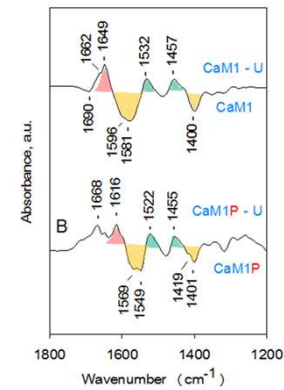 1662
1649
1532
1457
CaM1 - U
CaM1
1690
1596
1581
1400
Absorbance, a.u.
B
1668
1616
1522
1455
CaM1P - U
CaM1P
1569
1549
1419
1401
1800 1600 1400 1200
Wavenumber (cm-1)